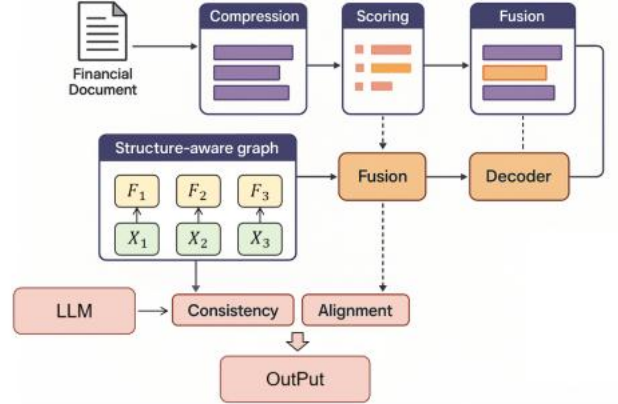 Financial
Document
Compression
Scoring
Fusion
Structure-aware graph
F₁
F₂
F₃
X₁
X₂
X₃
Fusion
Decoder
LLM
Consistency
Alignment
OutPut